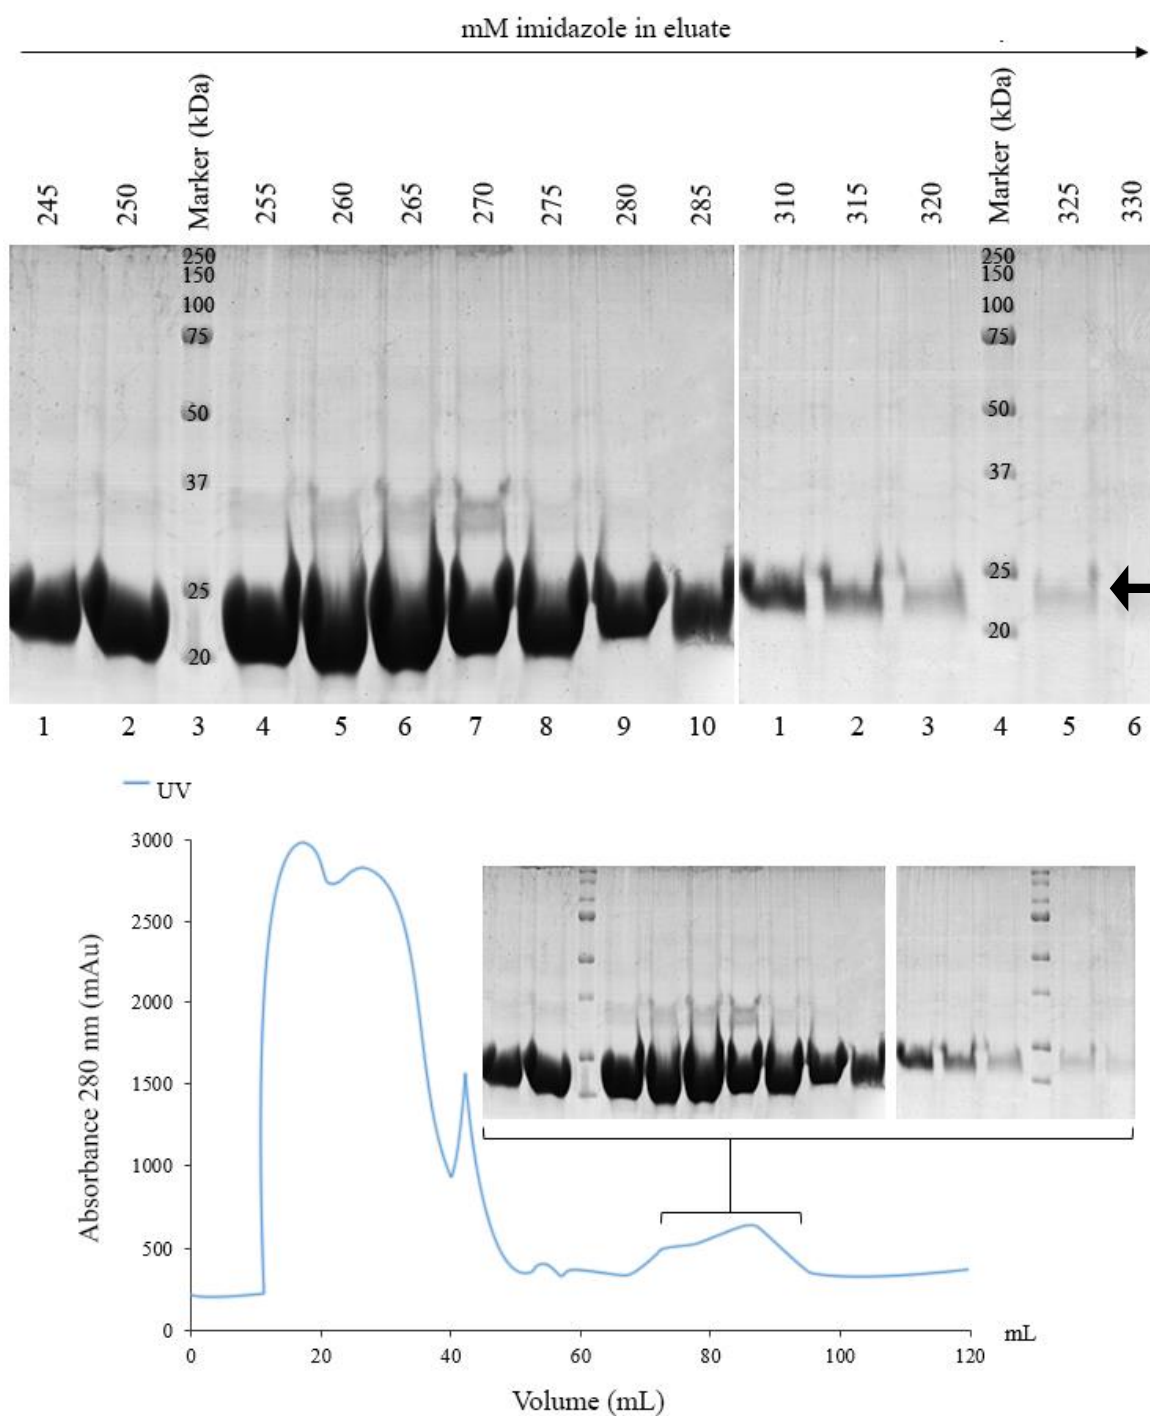 mM imidazole in eluate
245 250 Marker (kDa) 255 260 265 270 275 280 285 310 315 320 Marker (kDa) 325 330
250 250
150 150
100 100
75 75
50 50
37 37
25 25
20 20
1 2 3 4 5 6 7 8 9 10 1 2 3 4 5 6
UV
3000
2500
2000
1500
1000
500
0
Absorbance 280 nm (mAu)
0 20 40 60 80 100 120
mL
Volume (mL)